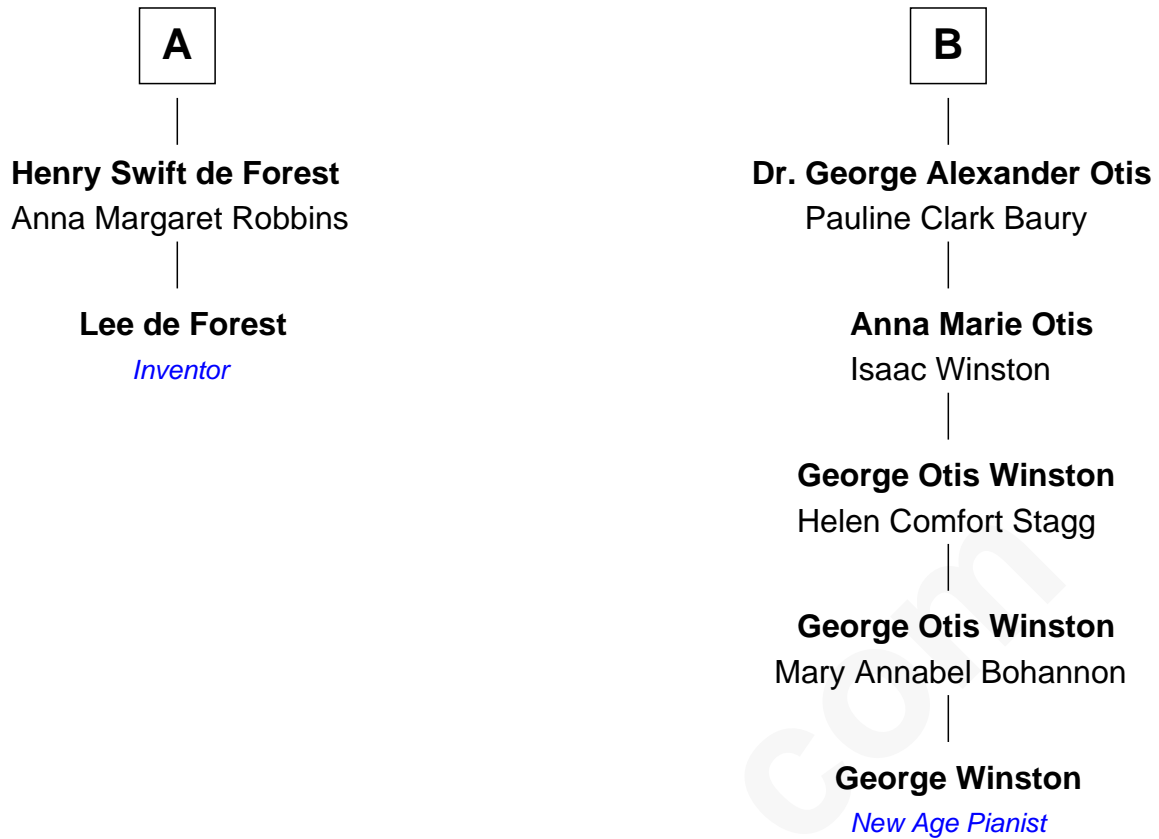 A
Henry Swift de Forest
Anna Margaret Robbins
Lee de Forest
Inventor
B
Dr. George Alexander Otis
Pauline Clark Baury
Anna Marie Otis
Isaac Winston
George Otis Winston
Helen Comfort Stagg
George Otis Winston
Mary Annabel Bohannon
George Winston
New Age Pianist
com